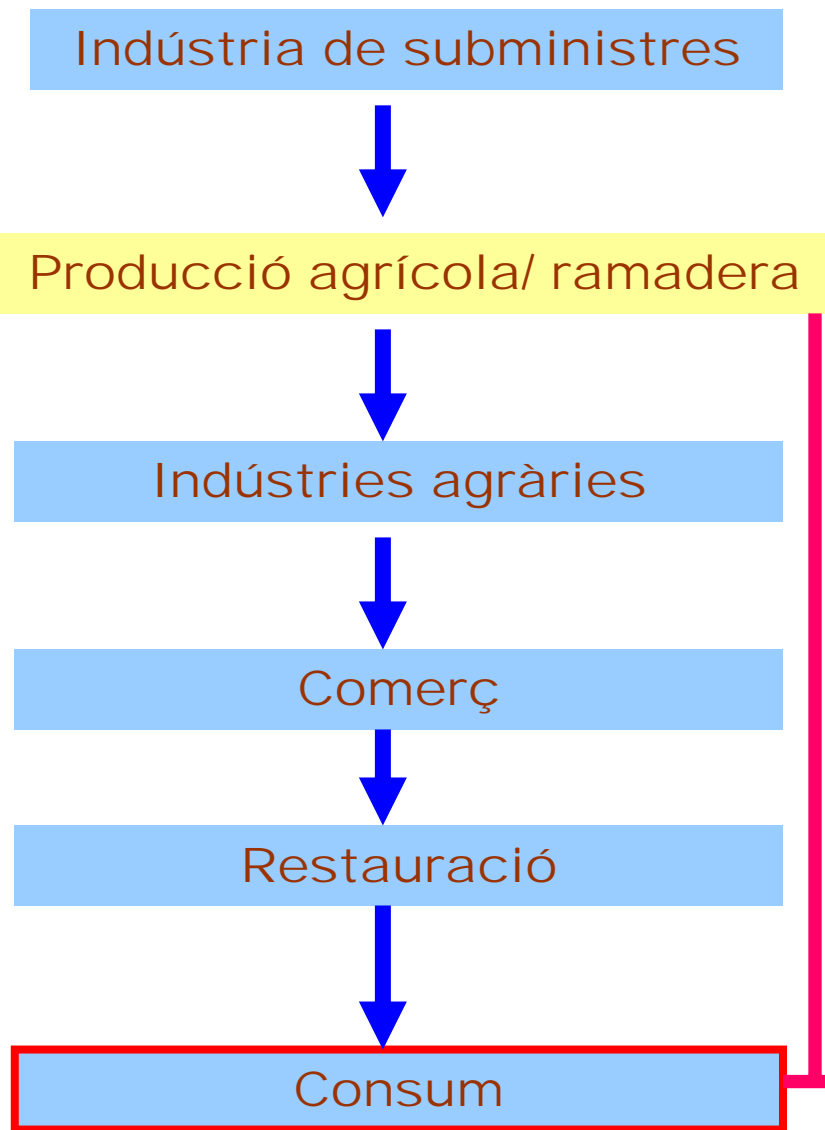 Indústria de subministres
Producció agrícola/ ramadera
Indústries agràries
Comerç
Restauració
Consum